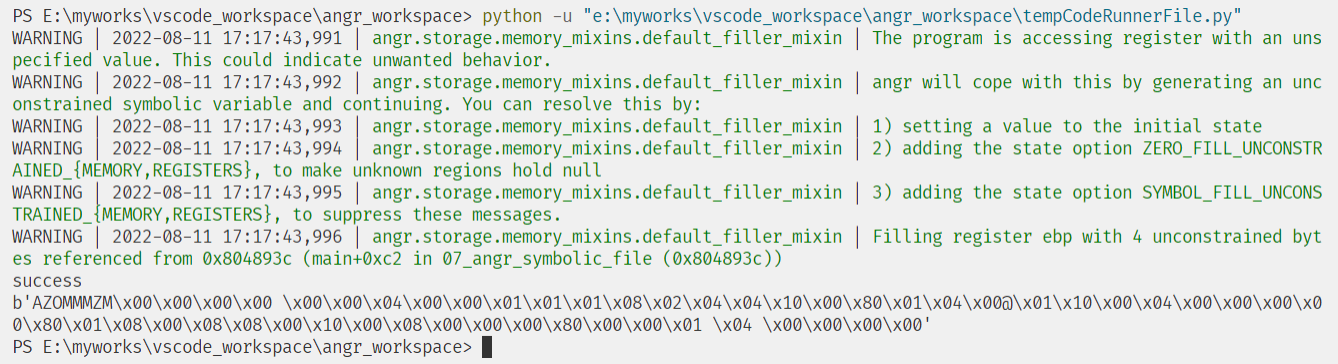 PS E:\myworks\vscode_workspace\angr_workspace> python -u "e:\myworks\vscode_workspace\angr_workspace\tempCodeRunnerFile.py"
WARNING | 2022-08-11 17:17:43,991 | angr.storage.memory_mixins.default_filler_mixin | The program is accessing register with an uns
pecified value. This could indicate unwanted behavior.
WARNING | 2022-08-11 17:17:43,992 | angr.storage.memory_mixins.default_filler_mixin | angr will cope with this by generating an unc
onstrained symbolic variable and continuing. You can resolve this by:
WARNING | 2022-08-11 17:17:43,993 | angr.storage.memory_mixins.default_filler_mixin | 1) setting a value to the initial state
WARNING | 2022-08-11 17:17:43,994 | angr.storage.memory_mixins.default_filler_mixin | 2) adding the state option ZERO_FILL_UNCONSTR
AINED_{MEMORY,REGISTERS}, to make unknown regions hold null
WARNING | 2022-08-11 17:17:43,995 | angr.storage.memory_mixins.default_filler_mixin | 3) adding the state option SYMBOL_FILL_UNCONS
TRAINED_{MEMORY,REGISTERS}, to suppress these messages.
WARNING | 2022-08-11 17:17:43,996 | angr.storage.memory_mixins.default_filler_mixin | Filling register ebp with 4 unconstrained byt
es referenced from 0x804893c (main+0xc2 in 07_angr_symbolic_file (0x804893c))
success
b'AZOMMMZM\x00\x00\x00\x00 \x00\x00\x04\x00\x00\x01\x01\x01\x08\x02\x04\x04\x10\x00\x80\x01\x04\x00@\x01\x10\x00\x04\x00\x00\x00\x0
0\x80\x01\x08\x00\x08\x08\x00\x10\x00\x08\x00\x00\x00\x80\x00\x00\x01 \x04 \x00\x00\x00\x00'
PS E:\myworks\vscode_workspace\angr_workspace>